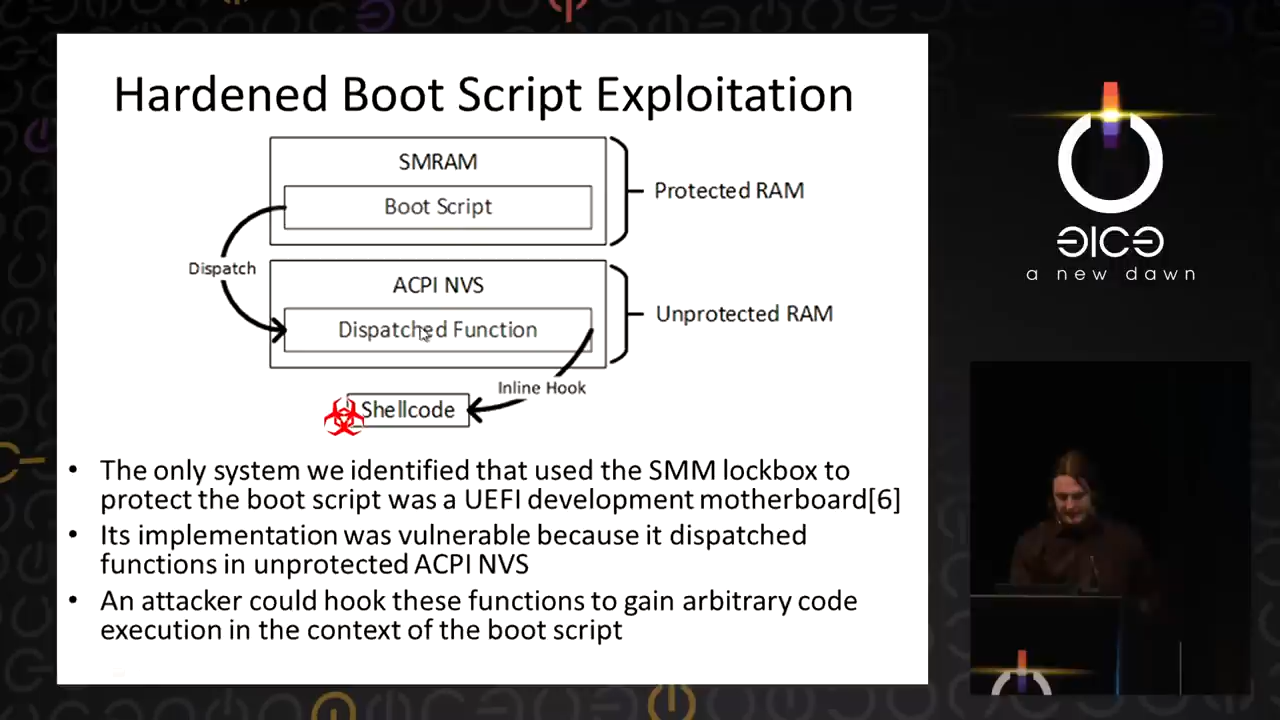 Hardened Boot Script Exploitation
SMRAM
Boot Script
Protected RAM
Dispatch
ACPI NVS
Dispatched Function
Unprotected RAM
Inline Hook
Shellcode
• The only system we identified that used the SMM lockbox to
protect the boot script was a UEFI development motherboard[6]
• Its implementation was vulnerable because it dispatched
functions in unprotected ACPI NVS
• An attacker could hook these functions to gain arbitrary code
execution in the context of the boot script
a new dawn